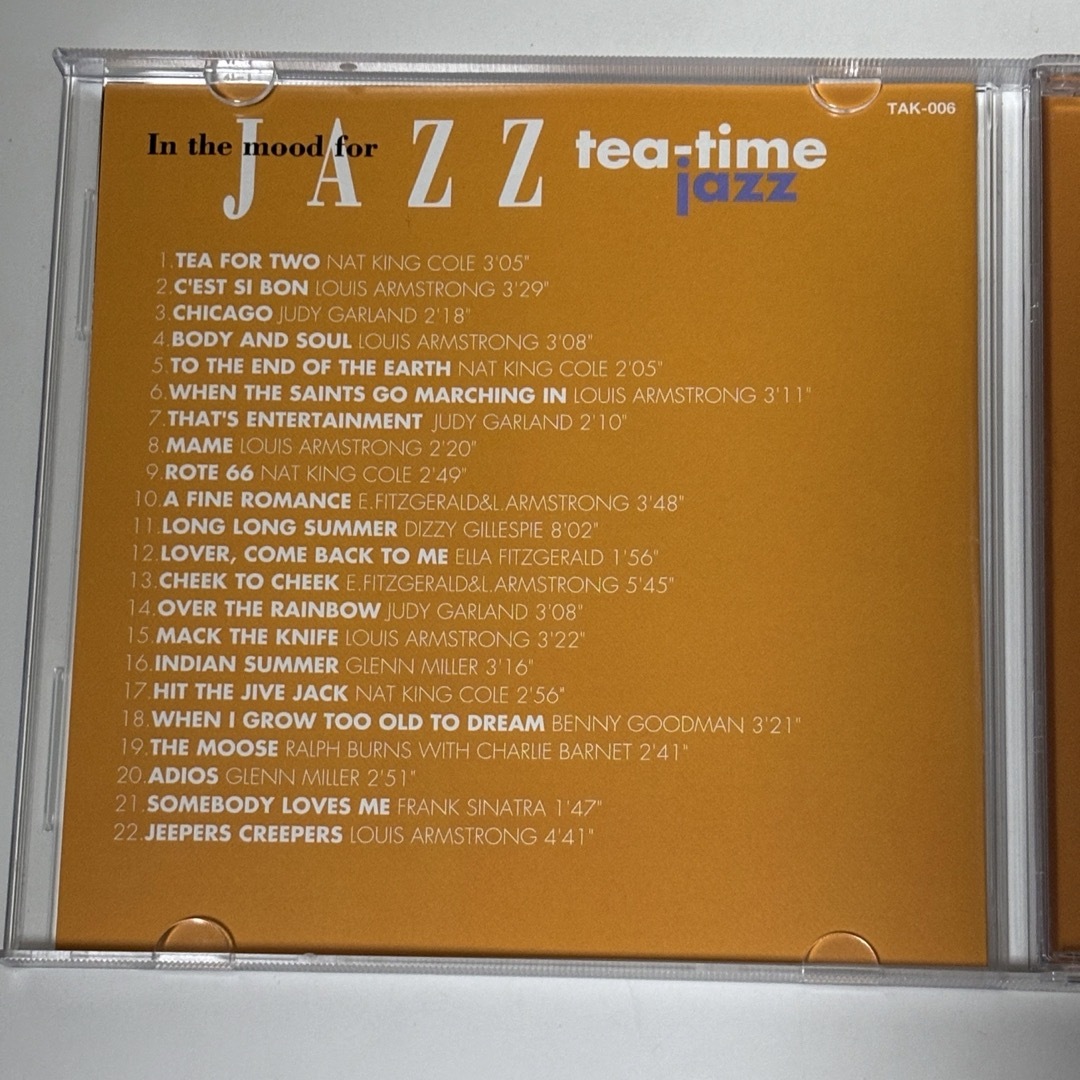 TAK-006
In the mood for
JAZZ
tea-time
jazz
1.TEA FOR TWO NAT KING COLE 3'05"
2.C'EST SI BON LOUIS ARMSTRONG 3'29"
3.CHICAGO JUDY GARLAND 2'18"
4.BODY AND SOUL LOUIS ARMSTRONG 3'08"
5.TO THE END OF THE EARTH NAT KING COLE 2'05"
6.WHEN THE SAINTS GO MARCHING IN LOUIS ARMSTRONG 3'11"
7.THAT'S ENTERTAINMENT JUDY GARLAND 2'10"
8.MAME LOUIS ARMSTRONG 2'20"
9.ROTE 66 NAT KING COLE 2'49"
10.A FINE ROMANCE E.FITZGERALD&L.ARMSTRONG 3'48"
11.LONG LONG SUMMER DIZZY GILLESPIE 8'02"
12.LOVER, COME BACK TO ME ELLA FITZGERALD 1'56"
13.CHEEK TO CHEEK E.FITZGERALD&L.ARMSTRONG 5'45"
14.OVER THE RAINBOW JUDY GARLAND 3'08"
15.MACK THE KNIFE LOUIS ARMSTRONG 3'22"
16.INDIAN SUMMER GLENN MILLER 3'16"
17.HIT THE JIVE JACK NAT KING COLE 2'56"
18.WHEN I GROW TOO OLD TO DREAM BENNY GOODMAN 3'21"
19.THE MOOSE RALPH BURNS WITH CHARLIE BARNET 2'41"
20.ADIOS GLENN MILLER 2'51"
21.SOMEBODY LOVES ME FRANK SINATRA 1'47"
22.JEEPERS CREEPERS LOUIS ARMSTRONG 4'41"